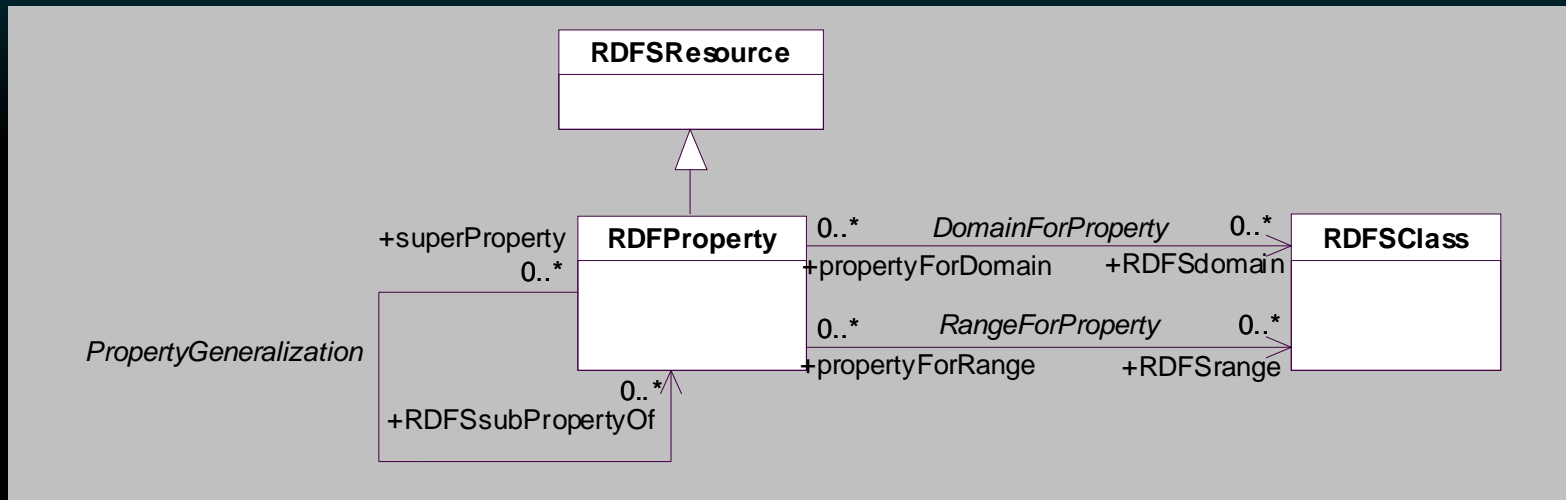 RDFSResource
+superProperty
0..*
RDFProperty
0..*
DomainForProperty
0..*
+propertyForDomain
+RDFSdomain
RDFSClass
0..*
RangeForProperty
0..*
+propertyForRange
+RDFSrange
PropertyGeneralization
0..*
+RDFSsubPropertyOf